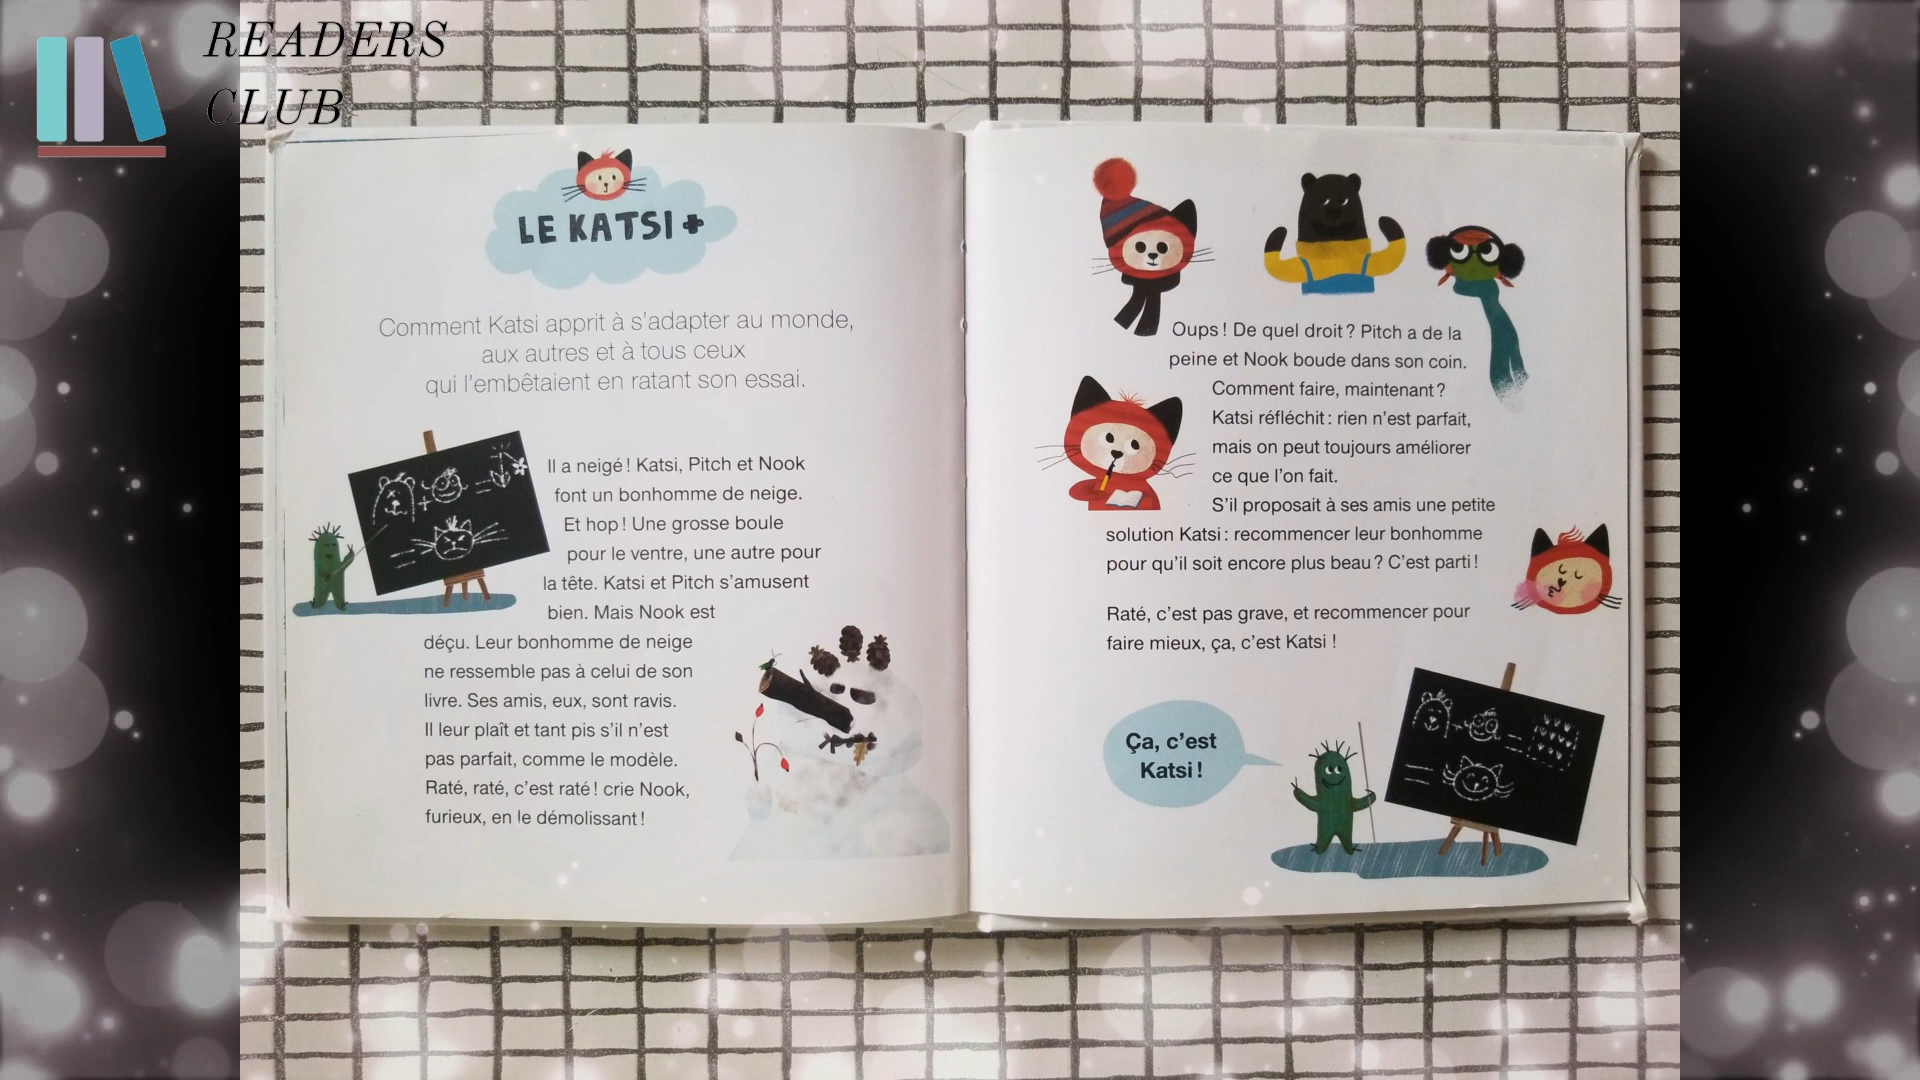 READERS
CLUB
LE KATSI +
Comment Katsi apprit à s'adapter au monde,
aux autres et à tous ceux
qui l'embêtaient en ratant son essai.
Il a neigé ! Katsi, Pitch et Nook
font un bonhomme de neige.
Et hop ! Une grosse boule
pour le ventre, une autre pour
la tête. Katsi et Pitch s'amusent
bien. Mais Nook est
déçu. Leur bonhomme de neige
ne ressemble pas à celui de son
livre. Ses amis, eux, sont ravis.
Il leur plaît et tant pis s'il n'est
pas parfait, comme le modèle.
Raté, raté, c'est raté ! crie Nook,
furieux, en le démolissant !
Oups ! De quel droit ? Pitch a de la
peine et Nook boude dans son coin.
Comment faire, maintenant ?
Katsi réfléchit : rien n'est parfait,
mais on peut toujours améliorer
ce que l'on fait.
S'il proposait à ses amis une petite
solution Katsi : recommencer leur bonhomme
pour qu'il soit encore plus beau ? C'est parti !
Raté, c'est pas grave, et recommencer pour
faire mieux, ça, c'est Katsi !
Ça, c'est
Katsi !